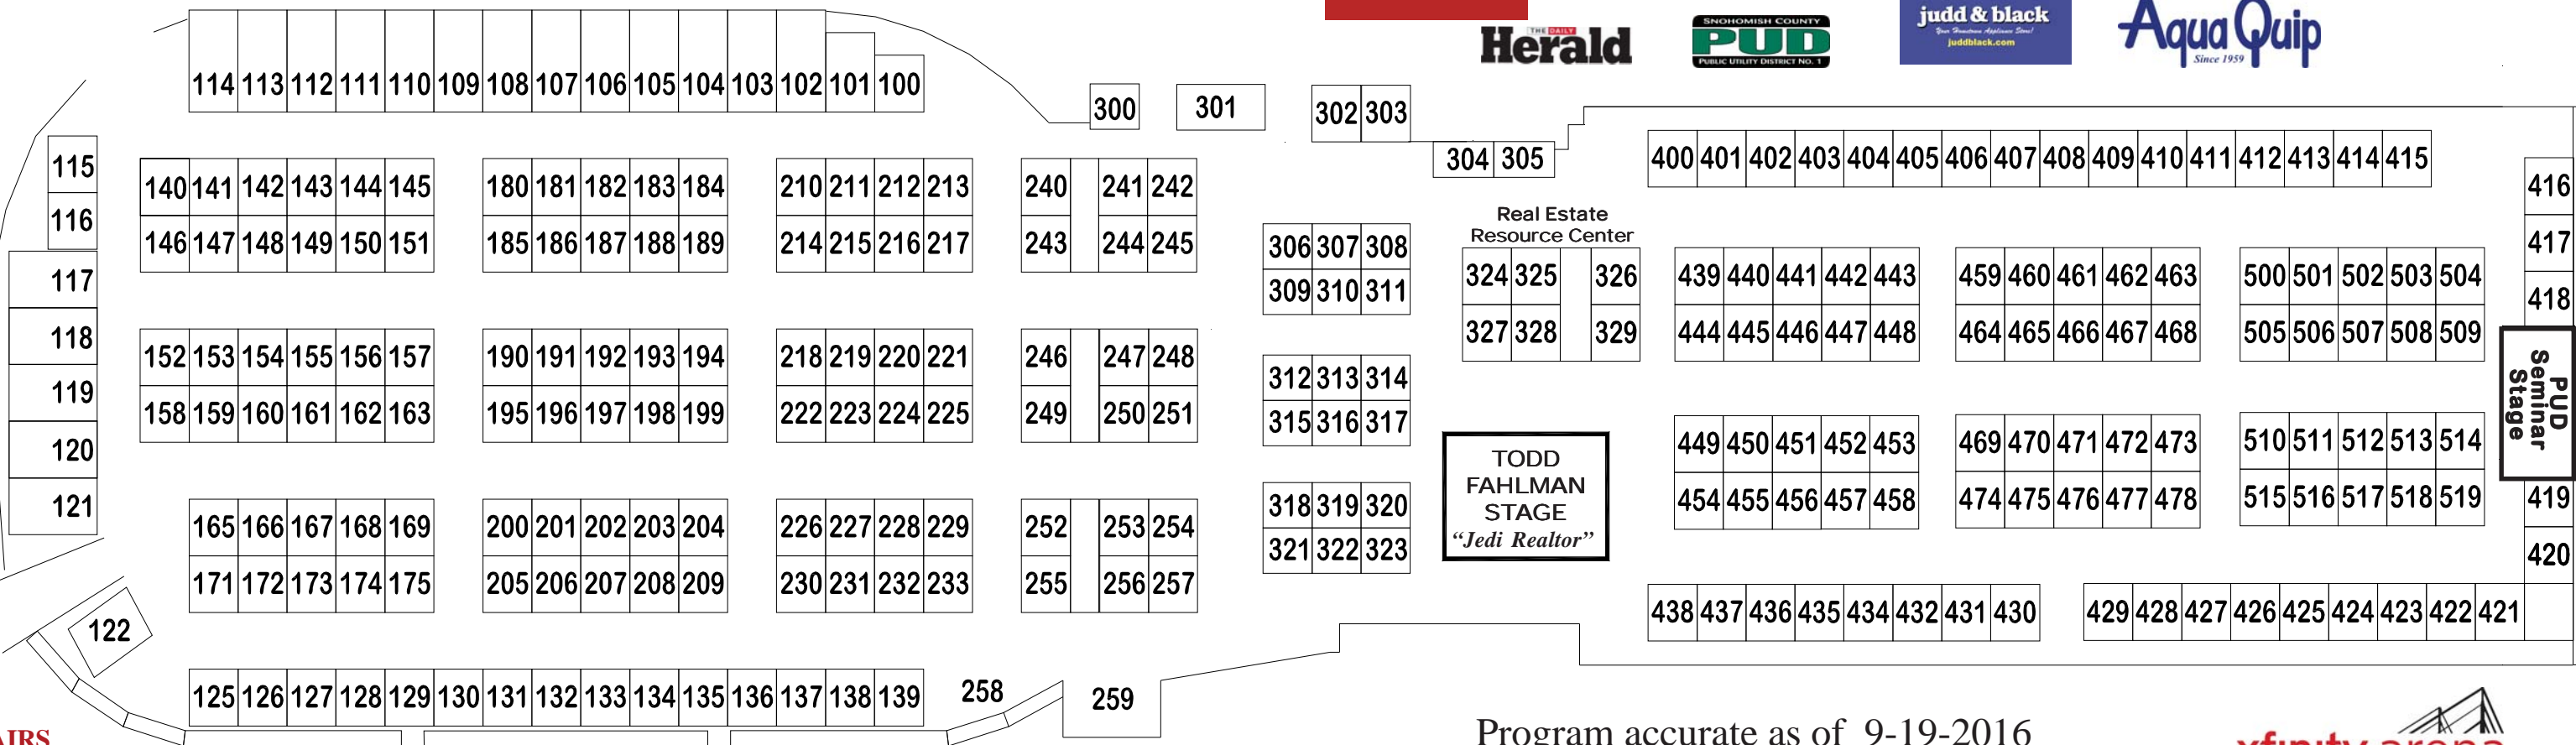 THE DAILY
Herald
SNOHOMISH COUNTY
PUD
PUBLIC UTILITY DISTRICT NO. 1
judd & black
Your Hometown Appliance Store!
juddblack.com
Aqua Quip
Since 1959
114 113 112 111 110 109 108 107 106 105 104 103 102 101 100
300 301 302 303
304 305
400 401 402 403 404 405 406 407 408 409 410 411 412 413 414 415
115
116
117
118
119
120
121
122
140 141 142 143 144 145
146 147 148 149 150 151
180 181 182 183 184
185 186 187 188 189
210 211 212 213
214 215 216 217
240 241 242
243 244 245
306 307 308
309 310 311
Real Estate
Resource Center
324 325 326
327 328 329
439 440 441 442 443
444 445 446 447 448
459 460 461 462 463
464 465 466 467 468
500 501 502 503 504
505 506 507 508 509
416
417
418
PUD
Seminar
Stage
419
420
152 153 154 155 156 157
158 159 160 161 162 163
190 191 192 193 194
195 196 197 198 199
218 219 220 221
222 223 224 225
246 247 248
249 250 251
312 313 314
315 316 317
TODD
FAHLMAN
STAGE
“Jedi Realtor”
449 450 451 452 453
454 455 456 457 458
469 470 471 472 473
474 475 476 477 478
510 511 512 513 514
515 516 517 518 519
165 166 167 168 169
171 172 173 174 175
200 201 202 203 204
205 206 207 208 209
226 227 228 229
230 231 232 233
252 253 254
255 256 257
318 319 320
321 322 323
438 437 436 435 434 432 431 430
429 428 427 426 425 424 423 422 421
125 126 127 128 129 130 131 132 133 134 135 136 137 138 139
258
259
Program accurate as of 9-19-2016
xfinity arena